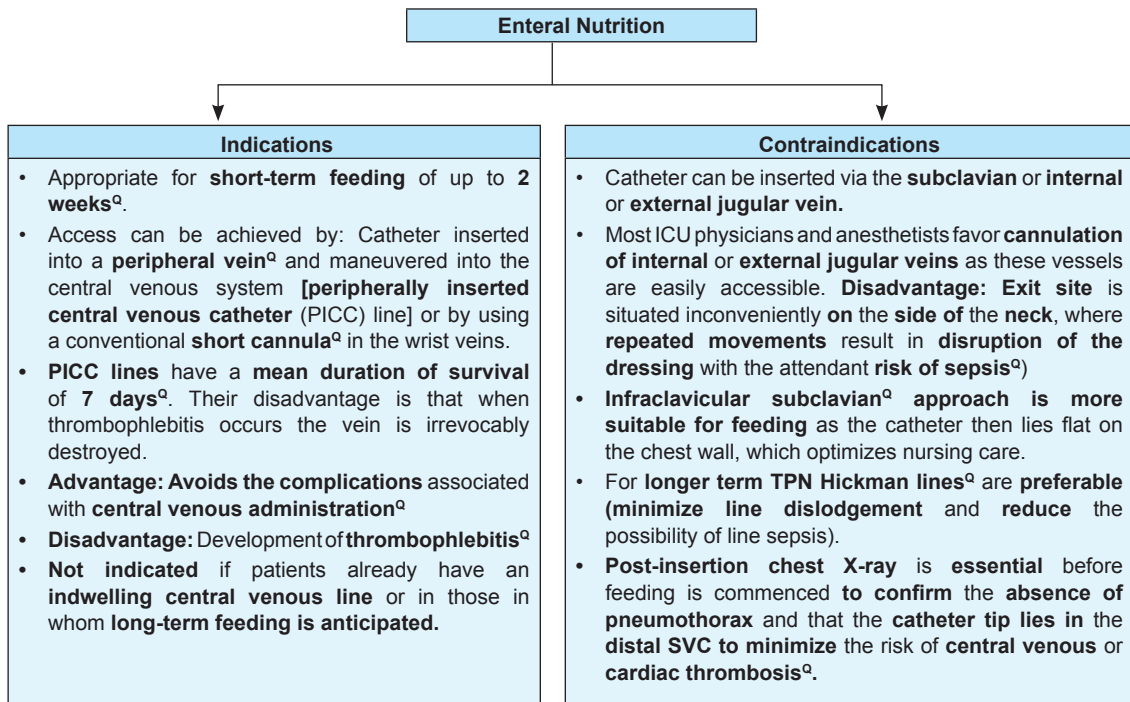 Enteral Nutrition
Indications
• Appropriate for short-term feeding of up to 2
weeksQ.
• Access can be achieved by: Catheter inserted
into a peripheral veinQ and maneuvered into the
central venous system [peripherally inserted
central venous catheter (PICC) line] or by using
a conventional short cannulaQ in the wrist veins.
• PICC lines have a mean duration of survival
of 7 daysQ. Their disadvantage is that when
thrombophlebitis occurs the vein is irrevocably
destroyed.
• Advantage: Avoids the complications associated
with central venous administrationQ
• Disadvantage: Development of thrombophlebitisQ
• Not indicated if patients already have an
indwelling central venous line or in those in
whom long-term feeding is anticipated.
Contraindications
• Catheter can be inserted via the subclavian or internal
or external jugular vein.
• Most ICU physicians and anesthetists favor cannulation
of internal or external jugular veins as these vessels
are easily accessible. Disadvantage: Exit site is
situated inconveniently on the side of the neck, where
repeated movements result in disruption of the
dressing with the attendant risk of sepsisQ)
• Infraclavicular subclavianQ approach is more
suitable for feeding as the catheter then lies flat on
the chest wall, which optimizes nursing care.
• For longer term TPN Hickman linesQ are preferable
(minimize line dislodgement and reduce the
possibility of line sepsis).
• Post-insertion chest X-ray is essential before
feeding is commenced to confirm the absence of
pneumothorax and that the catheter tip lies in the
distal SVC to minimize the risk of central venous or
cardiac thrombosisQ.